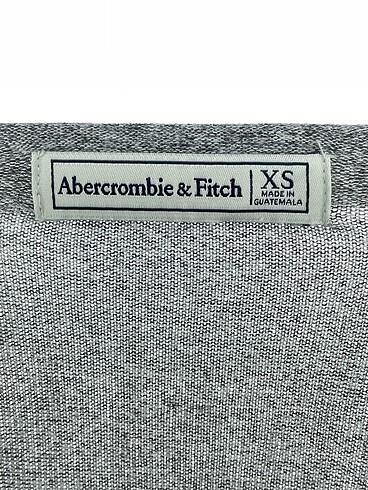 Abercrombie & Fitch
XS
MADE IN
GUATEMALA